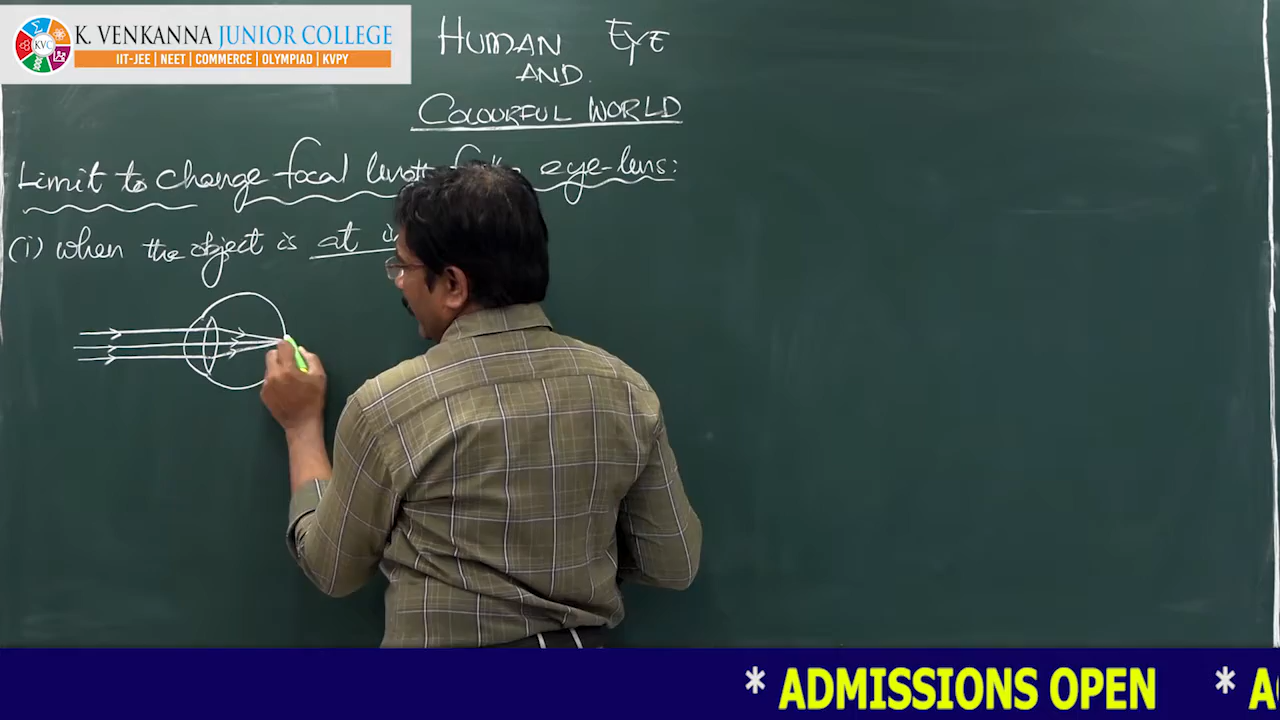 K. VENKANNA JUNIOR COLLEGE
KVC
IIT-JEE | NEET | COMMERCE | OLYMPIAD | KVPY
HUMAN EYE
AND
COLOURFUL WORLD
Limit to change focal length eye-lens:
(i) when the object is at
* ADMISSIONS OPEN * A